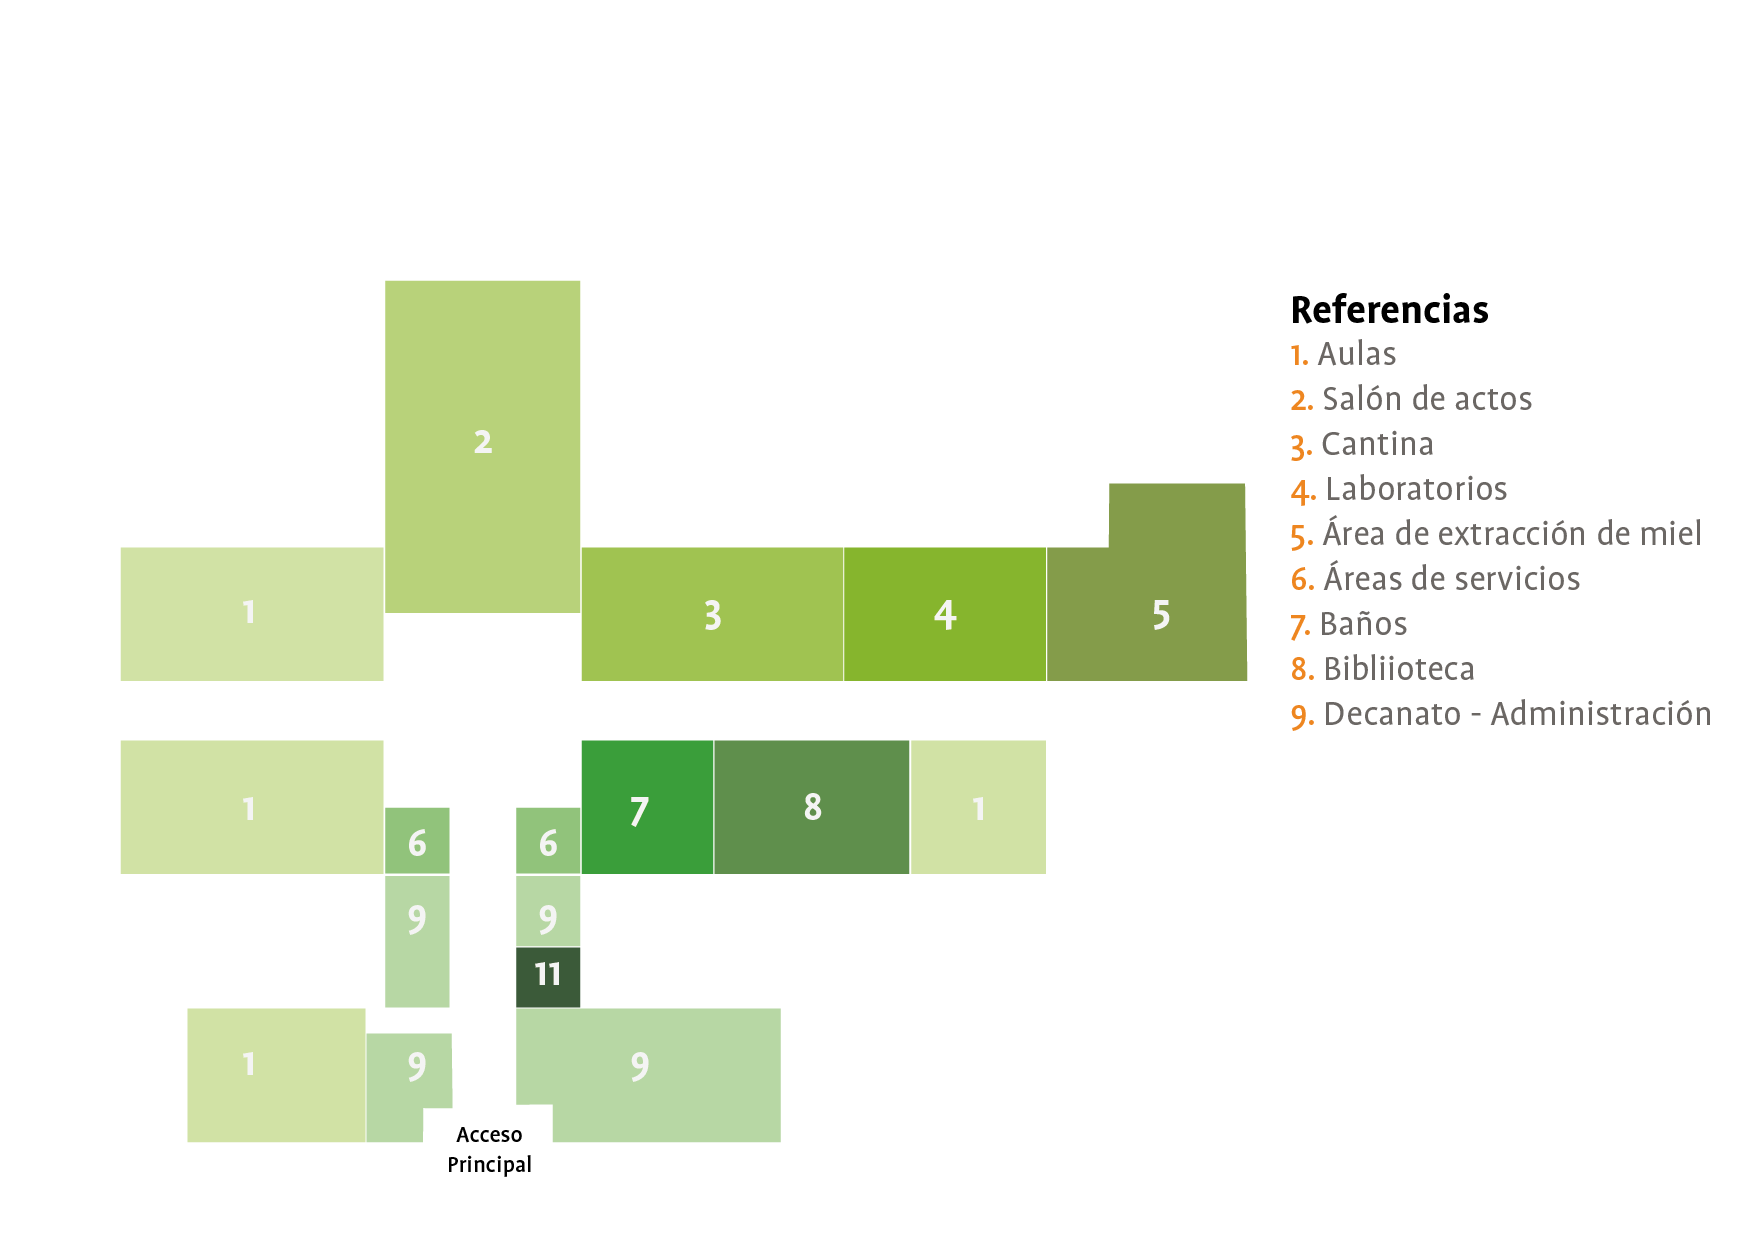 2
1
3
4
5
1
6
6
7
8
1
9
9
11
1
9
9
Acceso
Principal
Referencias
1. Aulas
2. Salón de actos
3. Cantina
4. Laboratorios
5. Área de extracción de miel
6. Áreas de servicios
7. Baños
8. Bibliioteca
9. Decanato - Administración